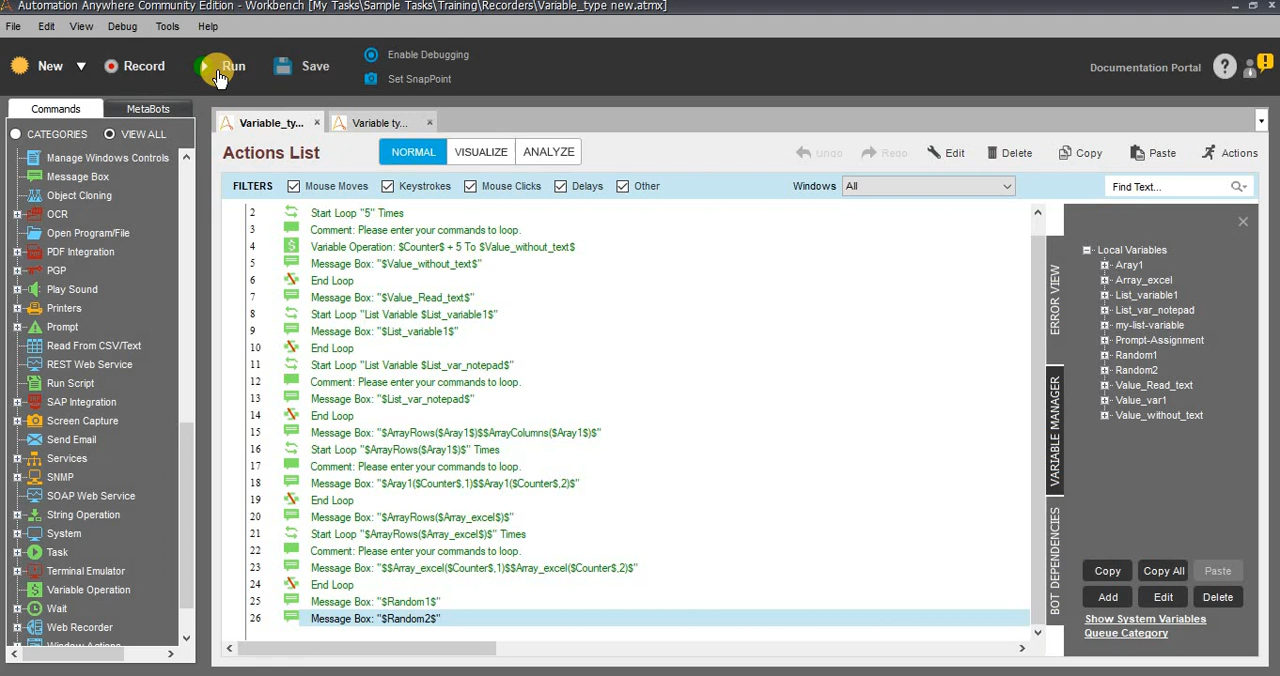 Automation Anywhere Community Edition - Workbench [My Tasks\Sample Tasks\Training\Recorders\Variable_type new.atmx]
File Edit View Debug Tools Help
New Record Run Save Enable Debugging
Set SnapPoint
Documentation Portal
Commands MetaBots
CATEGORIES VIEW ALL
Manage Windows Controls
Message Box
Object Cloning
OCR
Open Program/File
PDF Integration
PGP
Play Sound
Printers
Prompt
Read From CSV/Text
REST Web Service
Run Script
SAP Integration
Screen Capture
Send Email
Services
SNMP
SOAP Web Service
String Operation
System
Task
Terminal Emulator
Variable Operation
Wait
Web Recorder
Window Actions
Variable_ty... Variable ty...
Actions List NORMAL VISUALIZE ANALYZE Undo Redo Edit Delete Copy Paste Actions
FILTERS Mouse Moves Keystrokes Mouse Clicks Delays Other Windows All Find Text...
2 Start Loop "5" Times
3 Comment: Please enter your commands to loop.
4 Variable Operation: $Counter$ + 5 To $Value_without_text$
5 Message Box: "$Value_without_text$"
6 End Loop
7 Message Box: "$Value_Read_text$"
8 Start Loop "List Variable $List_variable1$"
9 Message Box: "$List_variable1$"
10 End Loop
11 Start Loop "List Variable $List_var_notepad$"
12 Comment: Please enter your commands to loop.
13 Message Box: "$List_var_notepad$"
14 End Loop
15 Message Box: "$ArrayRows($Aray1$)$$ArrayColumns($Aray1$)$"
16 Start Loop "$ArrayRows($Aray1$)$" Times
17 Comment: Please enter your commands to loop.
18 Message Box: "$Aray1($Counter$,1)$$Aray1($Counter$,2)$"
19 End Loop
20 Message Box: "$ArrayRows($Array_excel$)$"
21 Start Loop "$ArrayRows($Array_excel$)$" Times
22 Comment: Please enter your commands to loop.
23 Message Box: "$$Array_excel($Counter$,1)$$Array_excel($Counter$,2)$"
24 End Loop
25 Message Box: "$Random1$"
26 Message Box: "$Random2$"
ERROR VIEW
VARIABLE MANAGER
BOT DEPENDENCIES
Local Variables
Aray1
Array_excel
List_variable1
List_var_notepad
my-list-variable
Prompt-Assignment
Random1
Random2
Value_Read_text
Value_var1
Value_without_text
Copy Copy All Paste
Add Edit Delete
Show System Variables
Queue Category